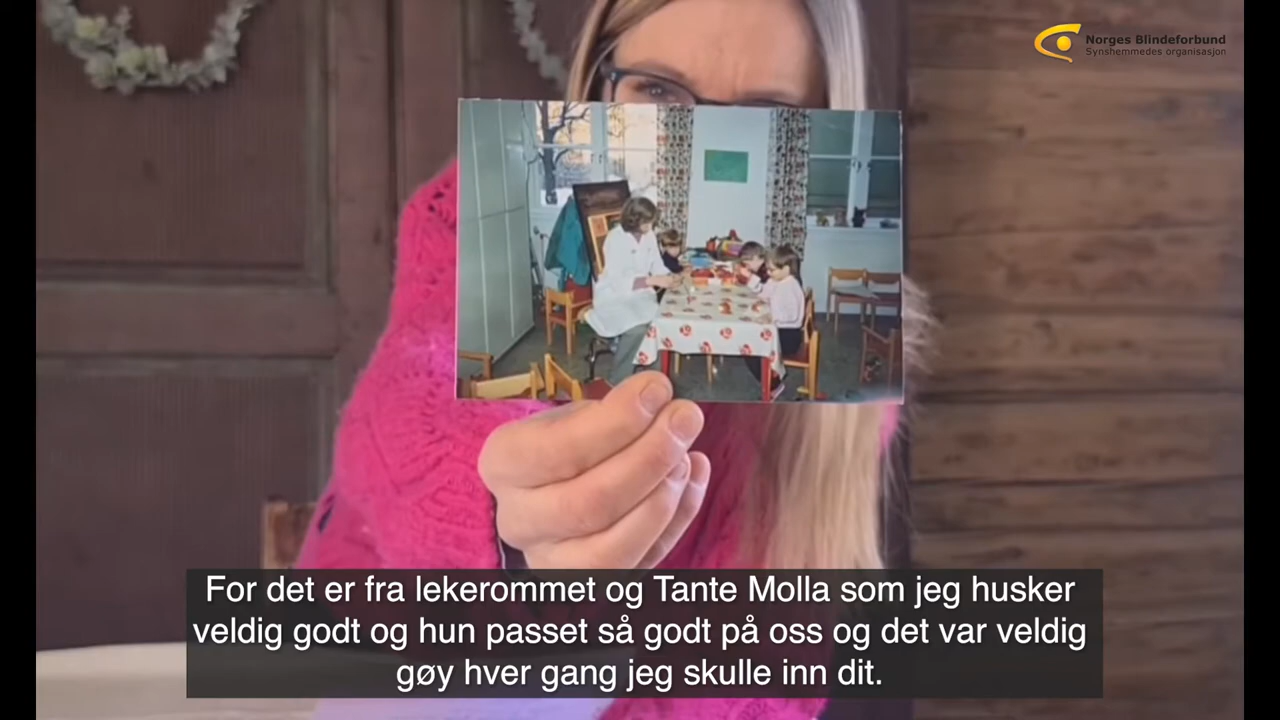 Norges Blindeforbund
Synshemmedes organisasjon
For det er fra lekerommet og Tante Molla som jeg husker
veldig godt og hun passet så godt på oss og det var veldig
gøy hver gang jeg skulle inn dit.